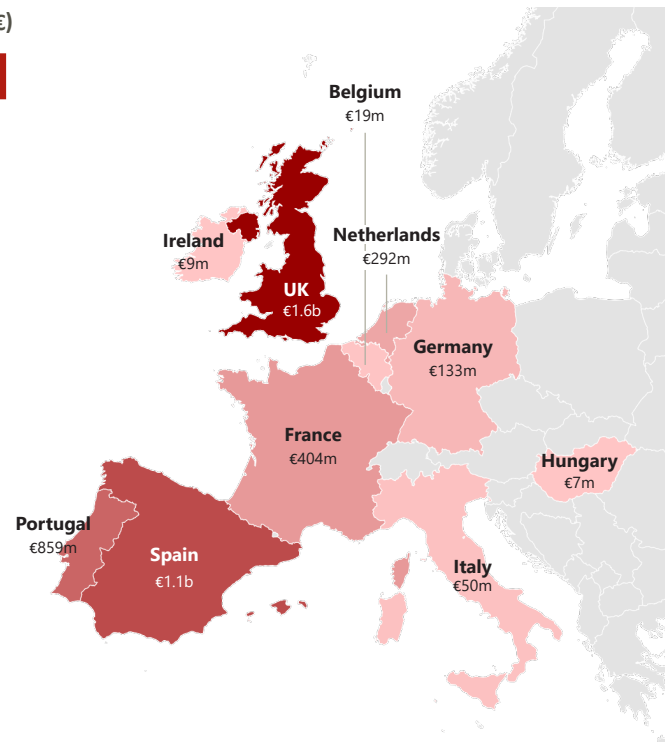 €)
Belgium
€19m
Ireland
€9m
Netherlands
€292m
UK
€1.6b
Germany
€133m
France
€404m
Hungary
€7m
Portugal
€859m
Spain
€1.1b
Italy
€50m